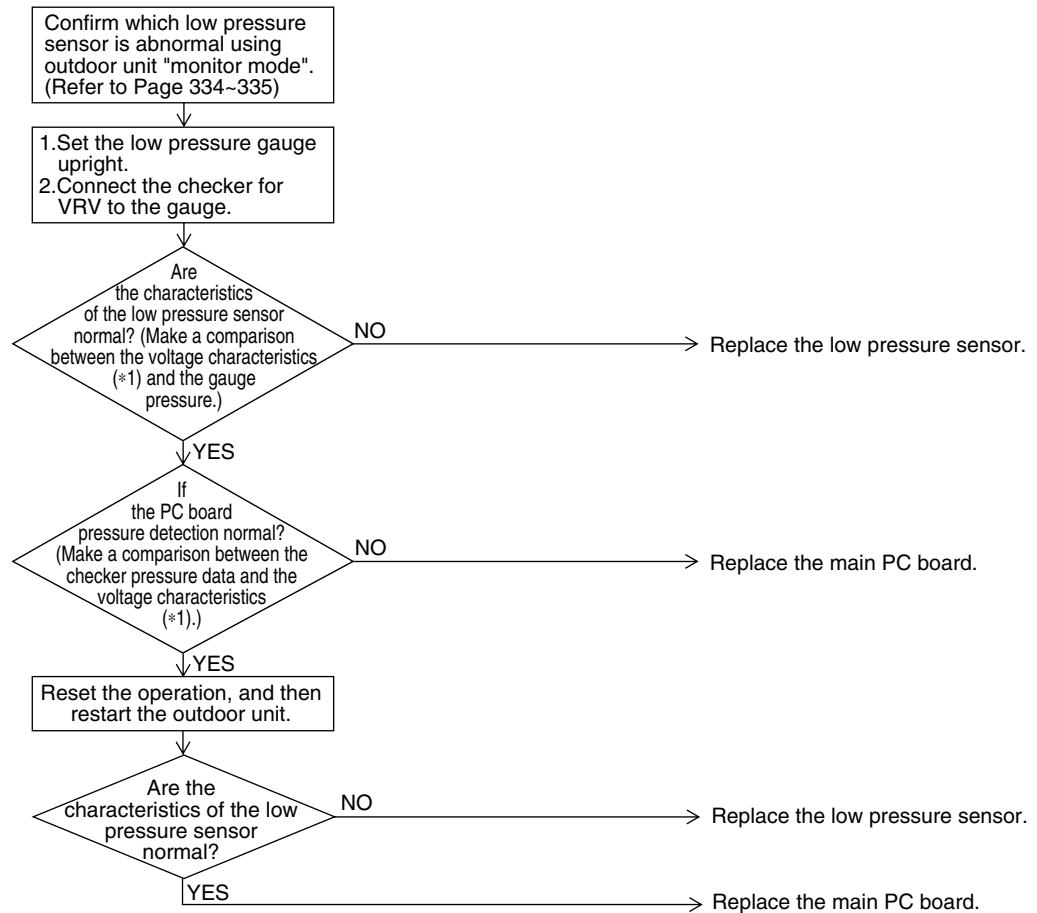 Confirm which low pressure
sensor is abnormal using
outdoor unit "monitor mode".
(Refer to Page 334~335)
1.Set the low pressure gauge
upright.
2.Connect the checker for
VRV to the gauge.
Are
the characteristics
of the low pressure sensor
normal? (Make a comparison
between the voltage characteristics
(*1) and the gauge
pressure.)
NO
Replace the low pressure sensor.
YES
If
the PC board
pressure detection normal?
(Make a comparison between the
checker pressure data and the
voltage characteristics
(*1).)
NO
Replace the main PC board.
YES
Reset the operation, and then
restart the outdoor unit.
Are the
characteristics of the low
pressure sensor
normal?
NO
Replace the low pressure sensor.
YES
Replace the main PC board.